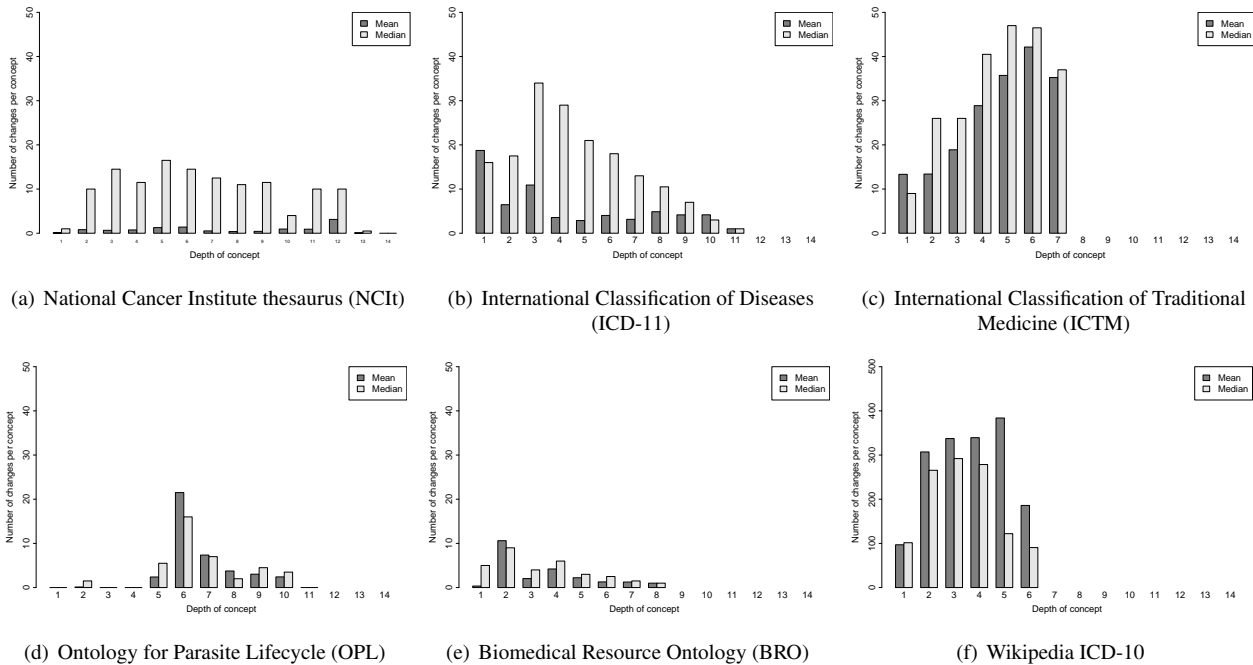 Number of changes per concept
0 10 20 30 40 50
Mean
Median
1 2 3 4 5 6 7 8 9 10 11 12 13 14
Depth of concept
(a) National Cancer Institute thesaurus (NCIt)
Number of changes per concept
0 10 20 30 40 50
Mean
Median
1 2 3 4 5 6 7 8 9 10 11 12 13 14
Depth of concept
(b) International Classification of Diseases
(ICD-11)
Number of changes per concept
0 10 20 30 40 50
Mean
Median
1 2 3 4 5 6 7 8 9 10 11 12 13 14
Depth of concept
(c) International Classification of Traditional
Medicine (ICTM)
Number of changes per concept
0 10 20 30 40 50
Mean
Median
1 2 3 4 5 6 7 8 9 10 11 12 13 14
Depth of concept
(d) Ontology for Parasite Lifecycle (OPL)
Number of changes per concept
0 10 20 30 40 50
Mean
Median
1 2 3 4 5 6 7 8 9 10 11 12 13 14
Depth of concept
(e) Biomedical Resource Ontology (BRO)
Number of changes per concept
0 100 200 300 400 500
Mean
Median
1 2 3 4 5 6 7 8 9 10 11 12 13 14
Depth of concept
(f) Wikipedia ICD-10